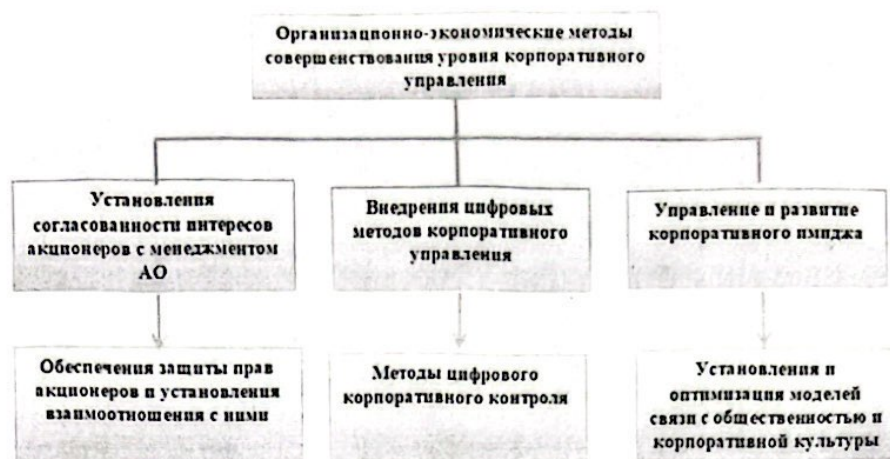 Организационно-экономические методы
совершенствования уровня корпоративного
управления
Установления
согласованности интересов
акционеров с менеджментом
АО
Внедрения цифровых
методов корпоративного
управления
Управление и развитие
корпоративного имиджа
Обеспечения защиты прав
акционеров и установления
взаимоотношения с ними
Методы цифрового
корпоративного контроля
Установления и
оптимизация моделей
связи с общественностью и
корпоративной культуры